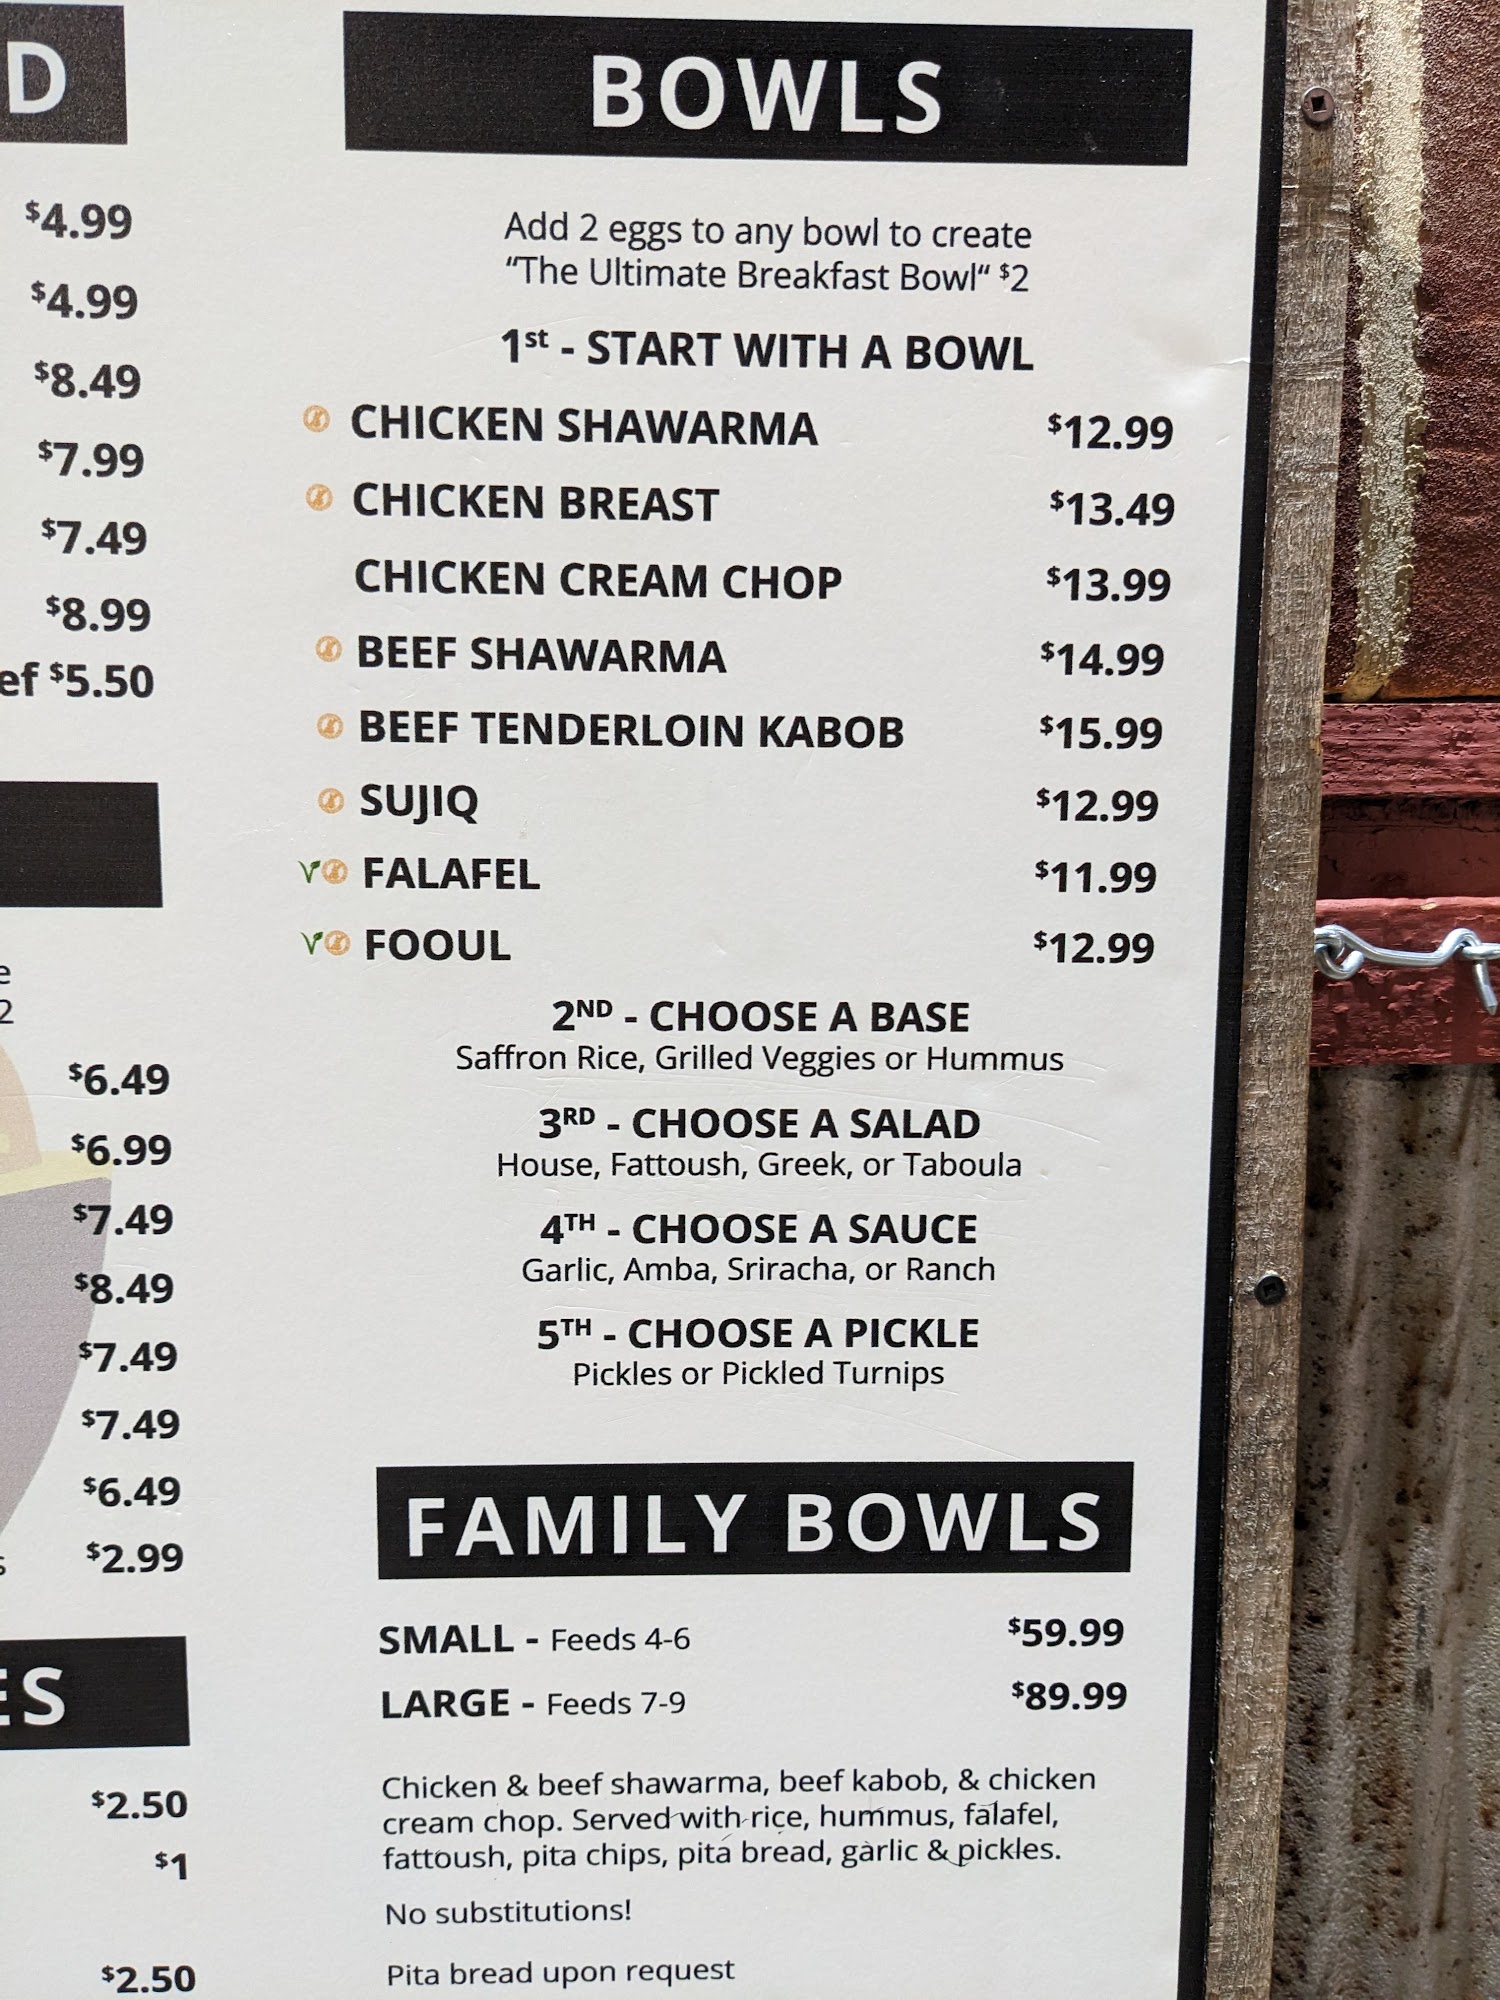 D
$4.99
$4.99
$8.49
$7.99
$7.49
$8.99
ef $5.50
e
2
$6.49
$6.99
$7.49
$8.49
$7.49
$7.49
$6.49
s $2.99
ES
$2.50
$1
$2.50
BOWLS
Add 2 eggs to any bowl to create
“The Ultimate Breakfast Bowl“ $2
1st - START WITH A BOWL
CHICKEN SHAWARMA $12.99
CHICKEN BREAST $13.49
CHICKEN CREAM CHOP $13.99
BEEF SHAWARMA $14.99
BEEF TENDERLOIN KABOB $15.99
SUJIQ $12.99
V FALAFEL $11.99
V FOOUL $12.99
2ND - CHOOSE A BASE
Saffron Rice, Grilled Veggies or Hummus
3RD - CHOOSE A SALAD
House, Fattoush, Greek, or Taboula
4TH - CHOOSE A SAUCE
Garlic, Amba, Sriracha, or Ranch
5TH - CHOOSE A PICKLE
Pickles or Pickled Turnips
FAMILY BOWLS
SMALL - Feeds 4-6 $59.99
LARGE - Feeds 7-9 $89.99
Chicken & beef shawarma, beef kabob, & chicken
cream chop. Served with rice, hummus, falafel,
fattoush, pita chips, pita bread, garlic & pickles.
No substitutions!
Pita bread upon request